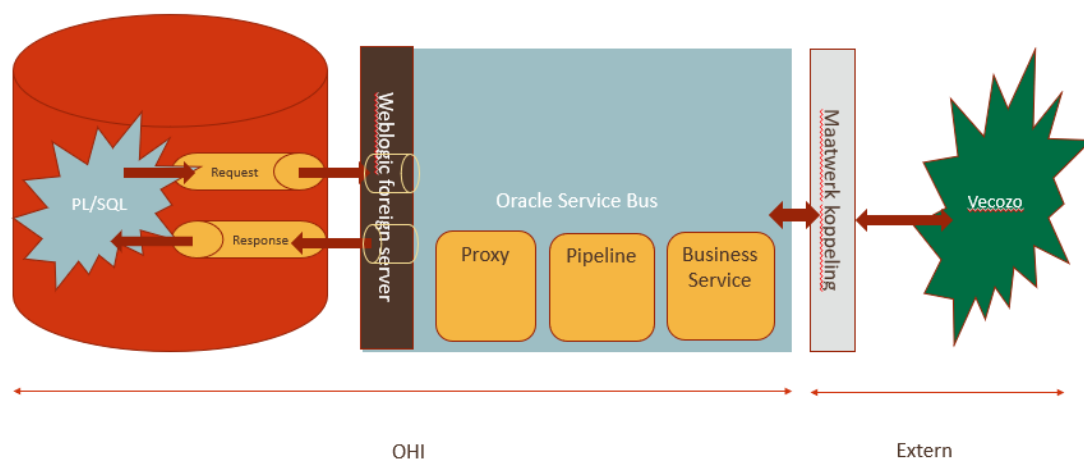 PL/SQL
Request
Response
Weblogic foreign server
Oracle Service Bus
Proxy
Pipeline
Business
Service
Maatwerk koppeling
Vecozo
OHI
Extern